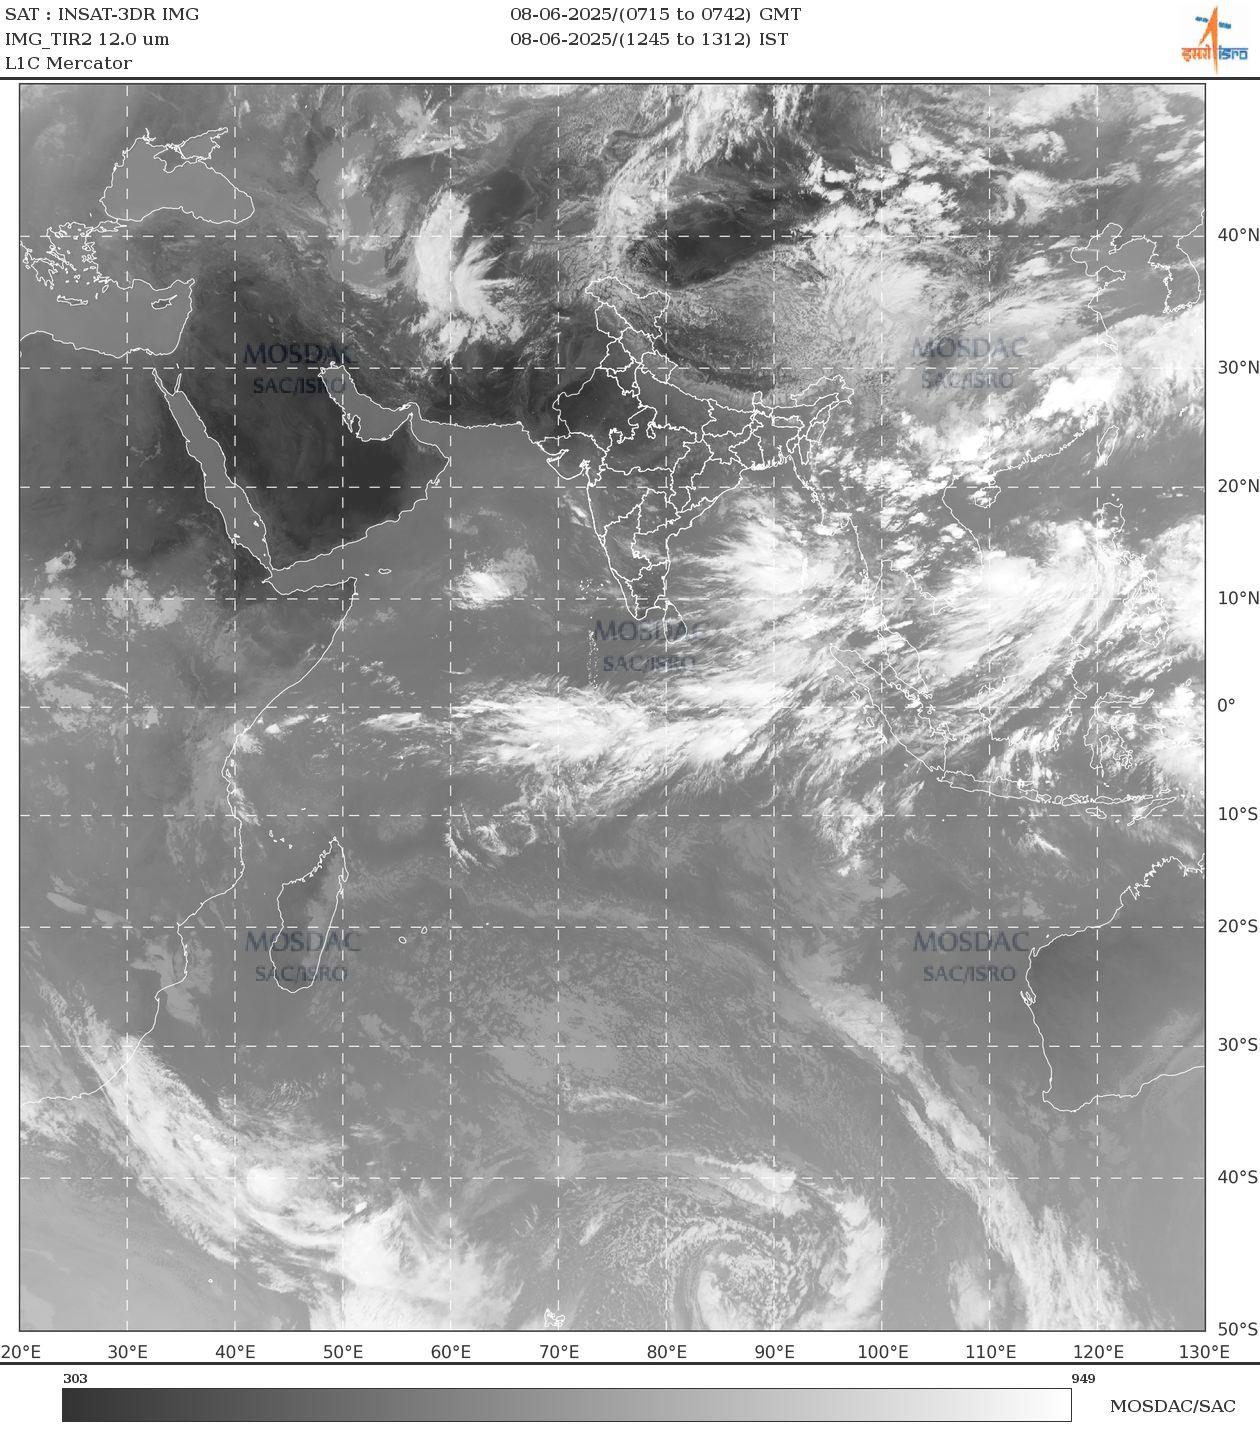 SAT : INSAT-3DR IMG
IMG_TIR2 12.0 um
L1C Mercator
08-06-2025/(0715 to 0742) GMT
08-06-2025/(1245 to 1312) IST
इसरो isro
40°N
30°N
20°N
10°N
0°
10°S
20°S
30°S
40°S
50°S
MOSDAC
SAC/ISRO
MOSDAC
SAC/ISRO
MOSDAC
SAC/ISRO
MOSDAC
SAC/ISRO
MOSDAC
SAC/ISRO
20°E 30°E 40°E 50°E 60°E 70°E 80°E 90°E 100°E 110°E 120°E 130°E
303 949
MOSDAC/SAC